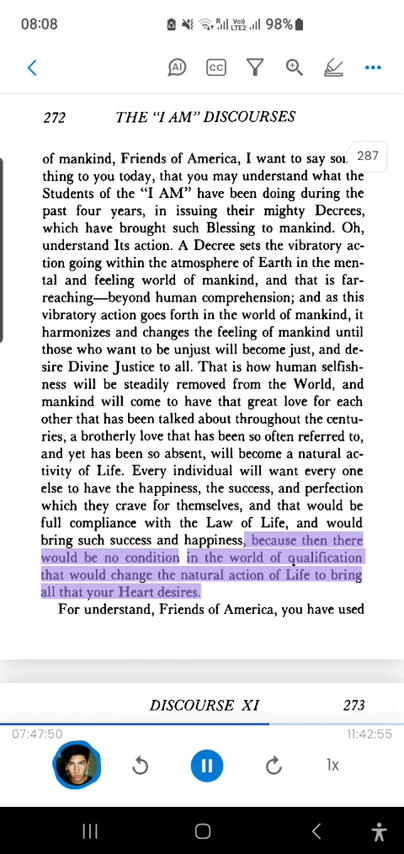 08:08
R
Vo))
LTE2
98%
AI
CC
272 THE “I AM” DISCOURSES
287
of mankind, Friends of America, I want to say
thing to you today, that you may understand what the
Students of the “I AM” have been doing during the
past four years, in issuing their mighty Decrees,
which have brought such Blessing to mankind. Oh,
understand Its action. A Decree sets the vibratory ac-
tion going within the atmosphere of Earth in the men-
tal and feeling world of mankind, and that is far-
reaching—beyond human comprehension; and as this
vibratory action goes forth in the world of mankind, it
harmonizes and changes the feeling of mankind until
those who want to be unjust will become just, and de-
sire Divine Justice to all. That is how human selfish-
ness will be steadily removed from the World, and
mankind will come to have that great love for each
other that has been talked about throughout the centu-
ries, a brotherly love that has been so often referred to,
and yet has been so absent, will become a natural ac-
tivity of Life. Every individual will want every one
else to have the happiness, the success, and perfection
which they crave for themselves, and that would be
full compliance with the Law of Life, and would
bring such success and happiness, because then there
would be no condition in the world of qualification
that would change the natural action of Life to bring
all that your Heart desires.
For understand, Friends of America, you have used
DISCOURSE XI 273
07:47:50 11:42:55
1x